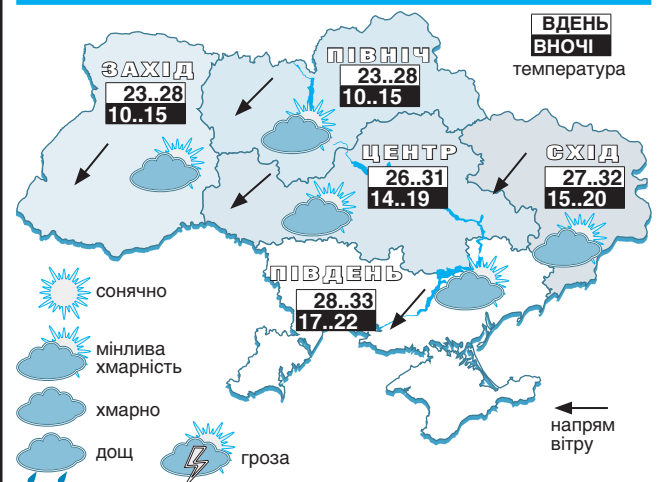 ВДЕНЬ
ВНОЧІ
температура
ПІВНІЧ
23..28
10..15
ЗАХІД
23..28
10..15
ЦЕНТР
26..31
14..19
СХІД
27..32
15..20
ПІВДЕНЬ
28..33
17..22
сонячно
мінлива
хмарність
хмарно
дощ
гроза
напрям
вітру